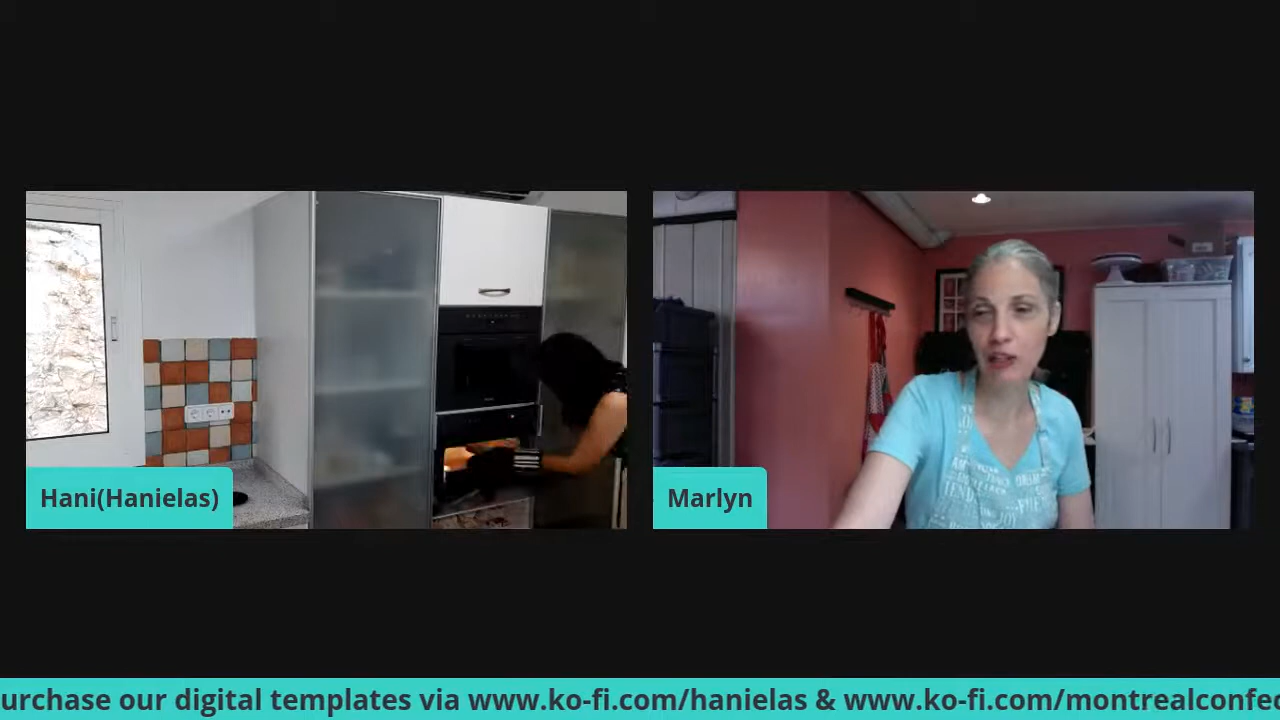 Hani(Hanielas)
Marlyn
urchase our digital templates via www.ko-fi.com/hanielas & www.ko-fi.com/montrealconfec